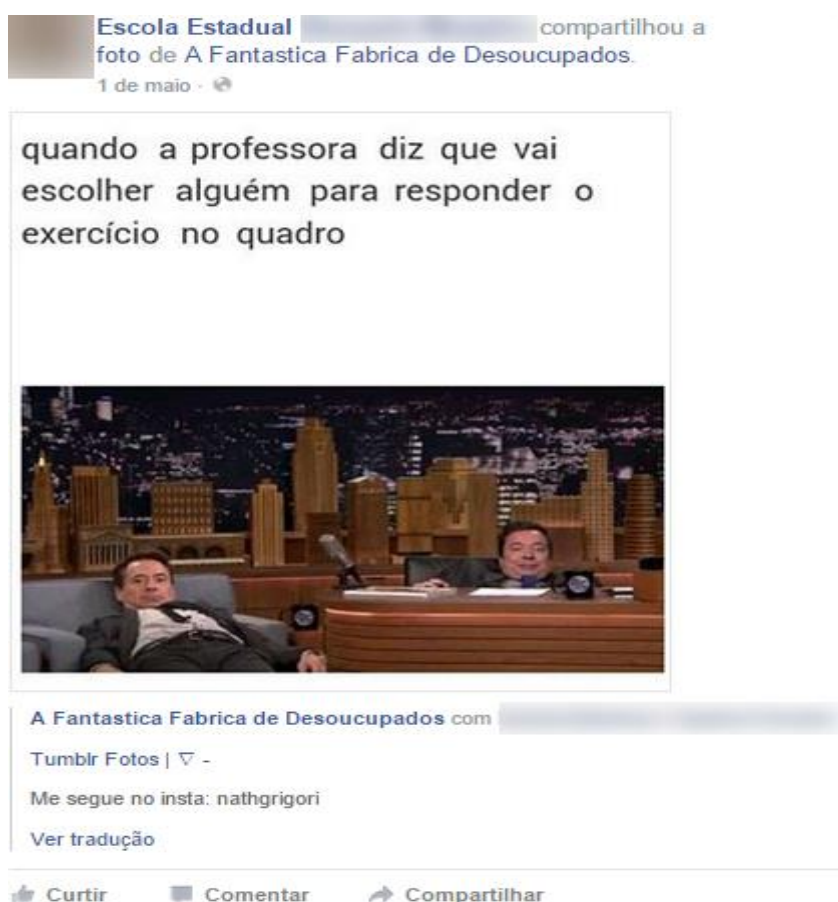 Escola Estadual compartilhou a
foto de A Fantastica Fabrica de Desoucupados.
1 de maio ·
quando a professora diz que vai
escolher alguém para responder o
exercício no quadro
A Fantastica Fabrica de Desoucupados com
Tumblr Fotos | ▽ -
Me segue no insta: nathgrigori
Ver tradução
Curtir Comentar Compartilhar